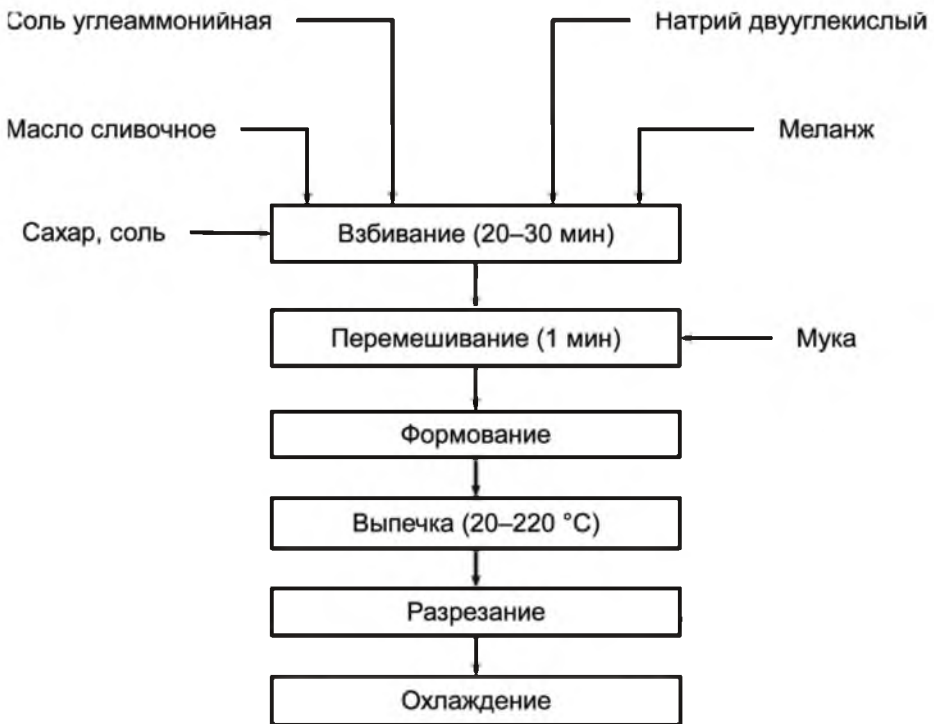 Соль углеаммонийная
Натрий двууглекислый
Масло сливочное
Меланж
Сахар, соль
Взбивание (20–30 мин)
Перемешивание (1 мин)
Мука
Формование
Выпечка (20–220 °С)
Разрезание
Охлаждение